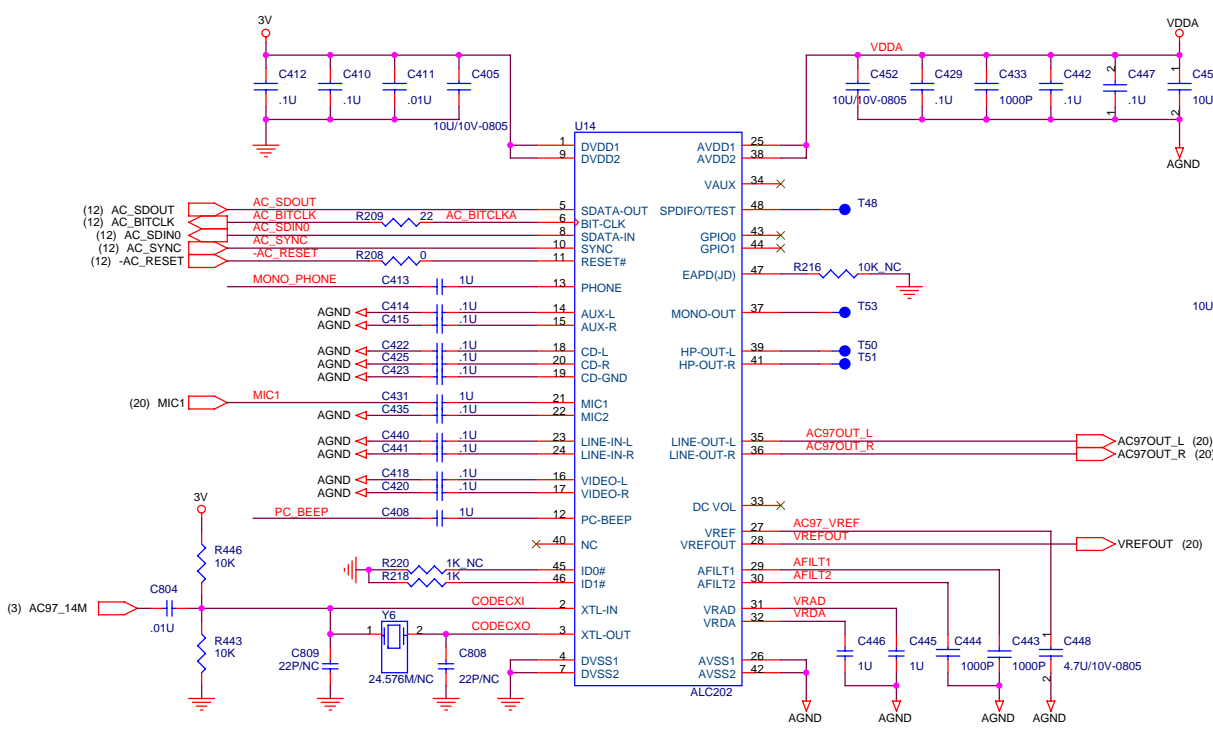 3V
VDDA
VDDA
C412
C410
C411
C405
.1U
.1U
.01U
10U/10V-0805
C452
C429
C433
C442
C447
C45
10U/10V-0805
.1U
1000P
.1U
.1U
10U
2
1
1
2
AGND
U14
1
DVDD1
9
DVDD2
AVDD1
25
AVDD2
38
VAUX
34
(12) AC_SDOUT
AC_SDOUT
5
SDATA-OUT
SPDIFO/TEST
48
T48
(12) AC_BITCLK
AC_BITCLK
R209
22
AC_BITCLKA
6
BIT-CLK
(12) AC_SDIN0
AC_SDIN0
8
SDATA-IN
GPIO0
43
(12) AC_SYNC
AC_SYNC
10
SYNC
GPIO1
44
(12) -AC_RESET
-AC_RESET
R208
0
11
RESET#
EAPD(JD)
47
R216
10K_NC
MONO_PHONE
C413
1U
13
PHONE
AGND
C414
.1U
14
AUX-L
MONO-OUT
37
T53
10U
AGND
C415
.1U
15
AUX-R
AGND
C422
.1U
18
CD-L
HP-OUT-L
39
T50
AGND
C425
.1U
20
CD-R
HP-OUT-R
41
T51
AGND
C423
.1U
19
CD-GND
(20) MIC1
MIC1
C431
1U
21
MIC1
AGND
C435
.1U
22
MIC2
AGND
C440
.1U
23
LINE-IN-L
LINE-OUT-L
35
AC97OUT_L
AC97OUT_L (20)
AGND
C441
.1U
24
LINE-IN-R
LINE-OUT-R
36
AC97OUT_R
AC97OUT_R (20)
AGND
C418
.1U
16
VIDEO-L
AGND
C420
.1U
17
VIDEO-R
DC VOL
33
3V
PC_BEEP
C408
1U
12
PC-BEEP
VREF
27
AC97_VREF
40
NC
VREFOUT
28
VREFOUT
VREFOUT (20)
R446
10K
R220
1K_NC
45
ID0#
AFILT1
29
AFILT1
R218
1K
46
ID1#
AFILT2
30
AFILT2
C804
(3) AC97_14M
.01U
CODECXI
2
XTL-IN
VRAD
31
VRAD
VRDA
32
VRDA
R443
10K
Y6
1
2
CODECXO
3
XTL-OUT
C809
22P/NC
24.576M/NC
C808
22P/NC
4
DVSS1
7
DVSS2
AVSS1
26
AVSS2
42
C446
1U
C445
1U
C444
1000P
C443
1000P
1
C448
4.7U/10V-0805
2
ALC202
AGND
AGND
AGND
AGND